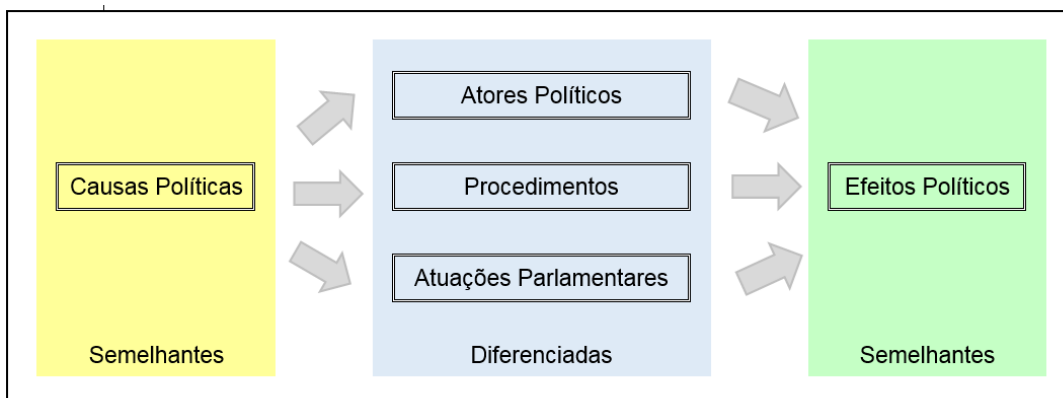 Causas Políticas
Semelhantes
Atores Políticos
Procedimentos
Atuações Parlamentares
Diferenciadas
Efeitos Políticos
Semelhantes